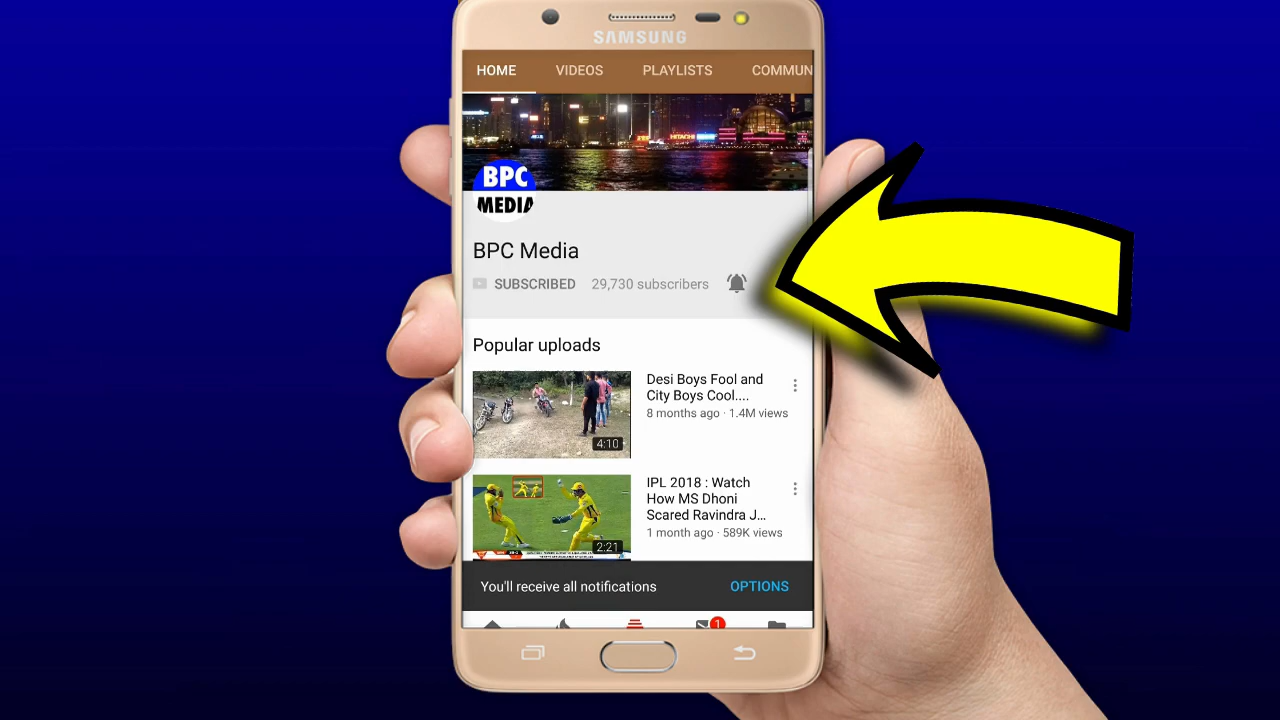 SAMSUNG
HOME VIDEOS PLAYLISTS COMMUN
HITACHI
BPC
MEDIA
BPC Media
SUBSCRIBED 29,730 subscribers
Popular uploads
Desi Boys Fool and
City Boys Cool....
8 months ago · 1.4M views
4:10
IPL 2018 : Watch
How MS Dhoni
Scared Ravindra J...
1 month ago · 589K views
2:21
You'll receive all notifications OPTIONS
1